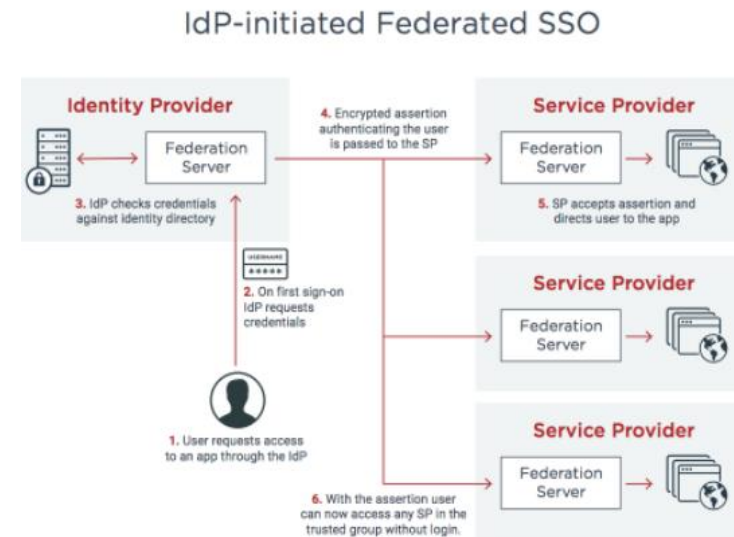 IdP-initiated Federated SSO
Identity Provider
Federation
Server
3. IdP checks credentials
against identity directory
4. Encrypted assertion
authenticating the user
is passed to the SP
Service Provider
Federation
Server
5. SP accepts assertion and
directs user to the app
USERNAME
2. On first sign-on
IdP requests
credentials
Service Provider
Federation
Server
1. User requests access
to an app through the IdP
Service Provider
Federation
Server
6. With the assertion user
can now access any SP in the
trusted group without login.